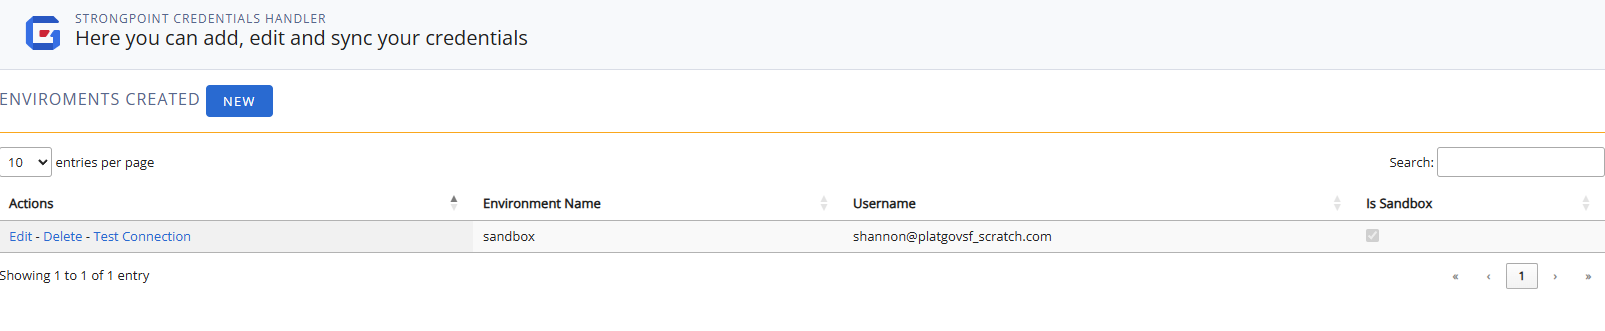 STRONGPOINT CREDENTIALS HANDLER
Here you can add, edit and sync your credentials
ENVIROMENTS CREATED NEW
10 entries per page Search:
Actions Environment Name Username Is Sandbox
Edit - Delete - Test Connection sandbox shannon@platgovsf_scratch.com
Showing 1 to 1 of 1 entry « ‹ 1 › »